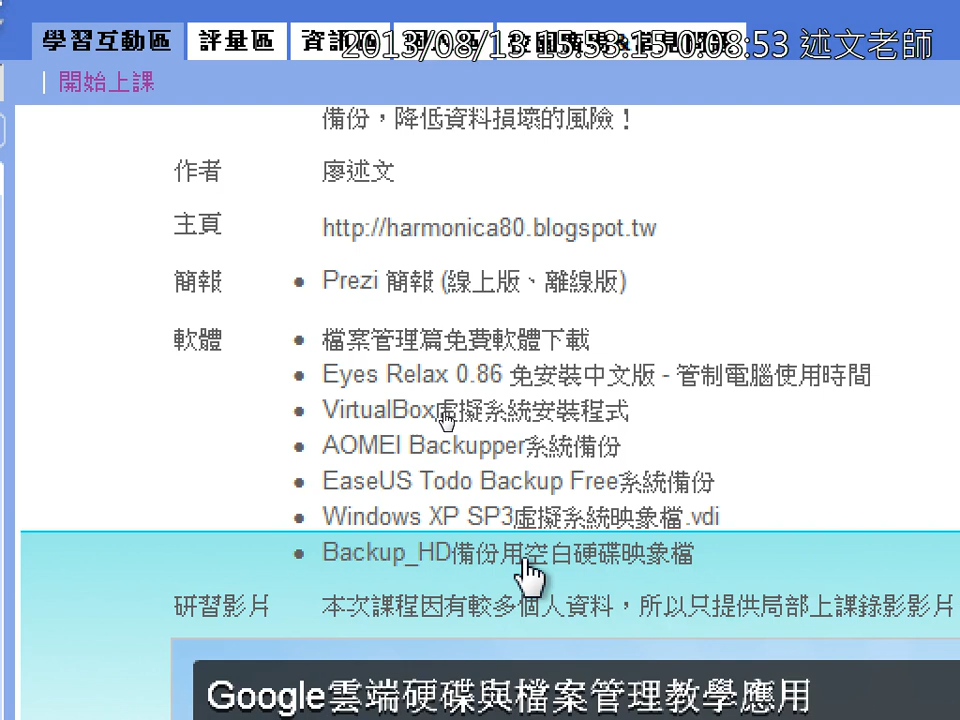 學習互動區 評量區
2013/08/13 15:53:15 0:08:53 述文老師
開始上課
備份，降低資料損壞的風險！
作者 廖述文
主頁 http://harmonica80.blogspot.tw
簡報 • Prezi 簡報 (線上版、離線版)
軟體 • 檔案管理篇免費軟體下載
• Eyes Relax 0.86 免安裝中文版 - 管制電腦使用時間
• VirtualBox虛擬系統安裝程式
• AOMEI Backupper系統備份
• EaseUS Todo Backup Free系統備份
• Windows XP SP3虛擬系統映象檔.vdi
• Backup_HD備份用空白硬碟映象檔
研習影片 本次課程因有較多個人資料，所以只提供局部上課錄影影片
Google雲端硬碟與檔案管理教學應用